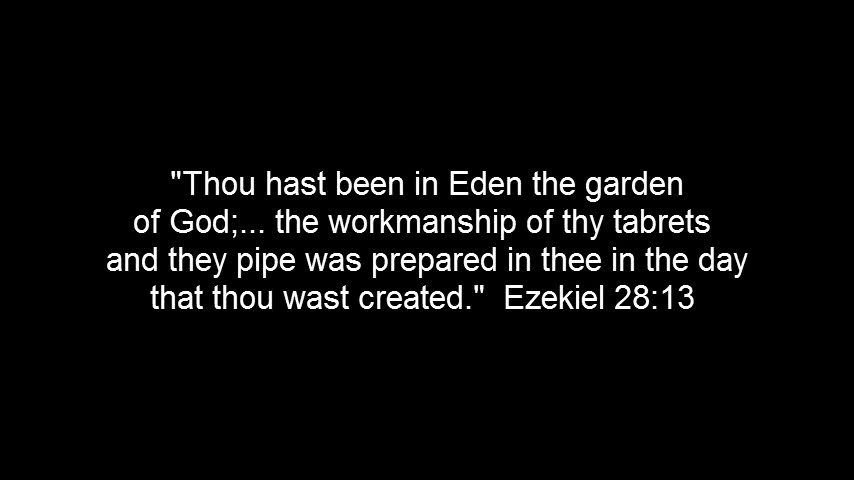 "Thou hast been in Eden the garden
of God;... the workmanship of thy tabrets
and they pipe was prepared in thee in the day
that thou wast created."  Ezekiel 28:13